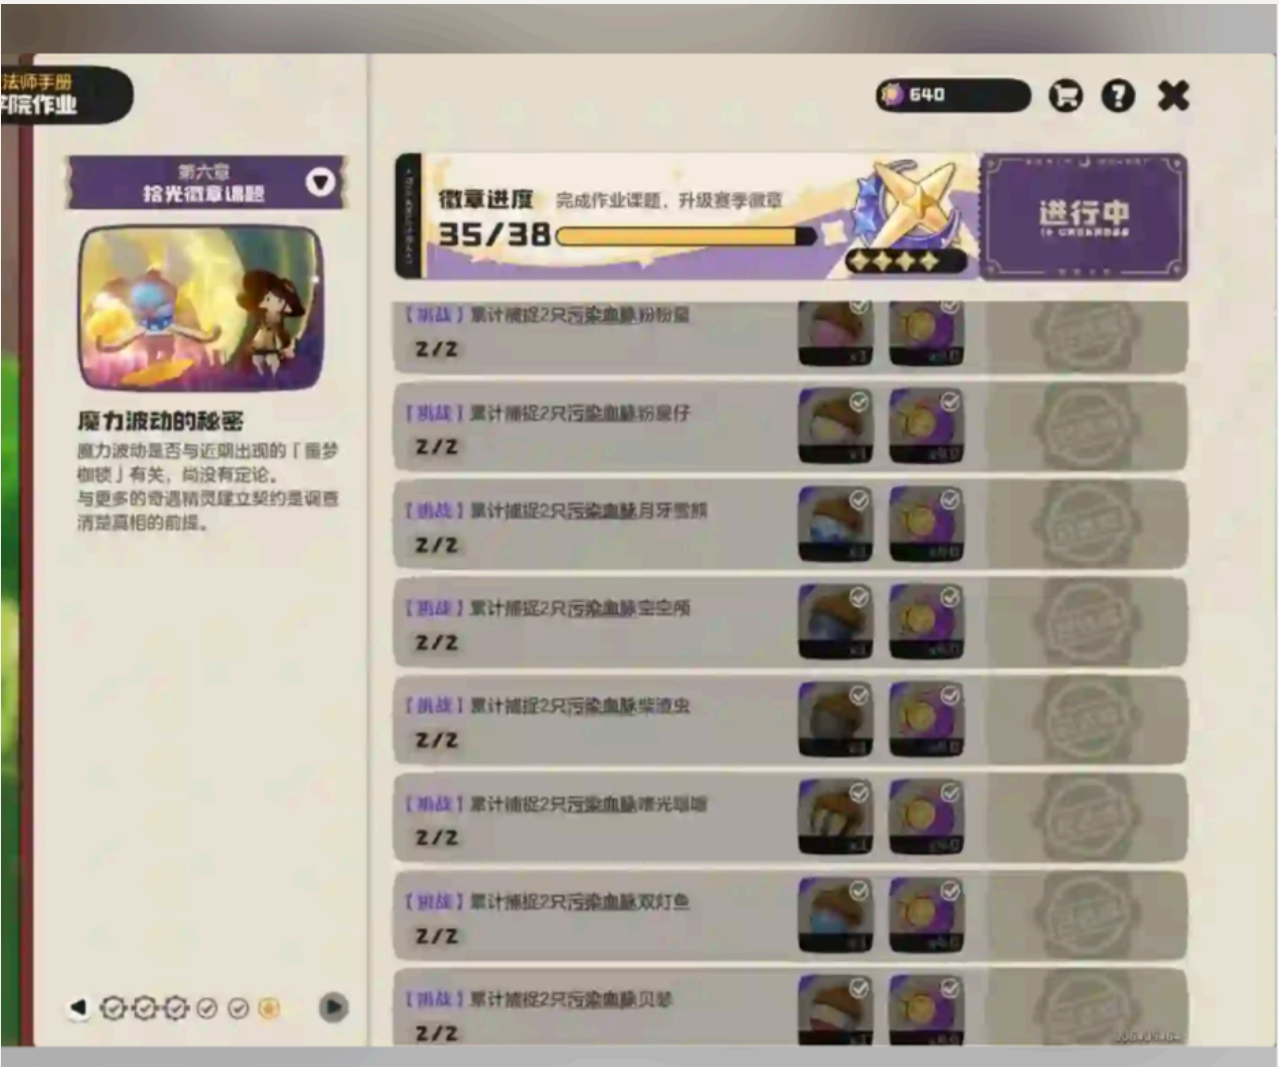 法师手册
学院作业
640
第六章
拾光徽章课题
徽章进度 完成作业课题，升级赛季徽章
35/38
进行中
魔力波动的秘密
魔力波动是否与近期出现的「噩梦
枷锁」有关，尚没有定论。
与更多的奇遇精灵建立契约是调查
清楚真相的前提。
【挑战】累计捕捉2只污染血脉粉粉星
2/2
【挑战】累计捕捉2只污染血脉粉星仔
2/2
【挑战】累计捕捉2只污染血脉月牙雪熊
2/2
【挑战】累计捕捉2只污染血脉空空颅
2/2
【挑战】累计捕捉2只污染血脉柴渣虫
2/2
【挑战】累计捕捉2只污染血脉
2/2
【挑战】累计捕捉2只污染血脉双灯鱼
2/2
【挑战】累计捕捉2只污染血脉贝瑟
2/2